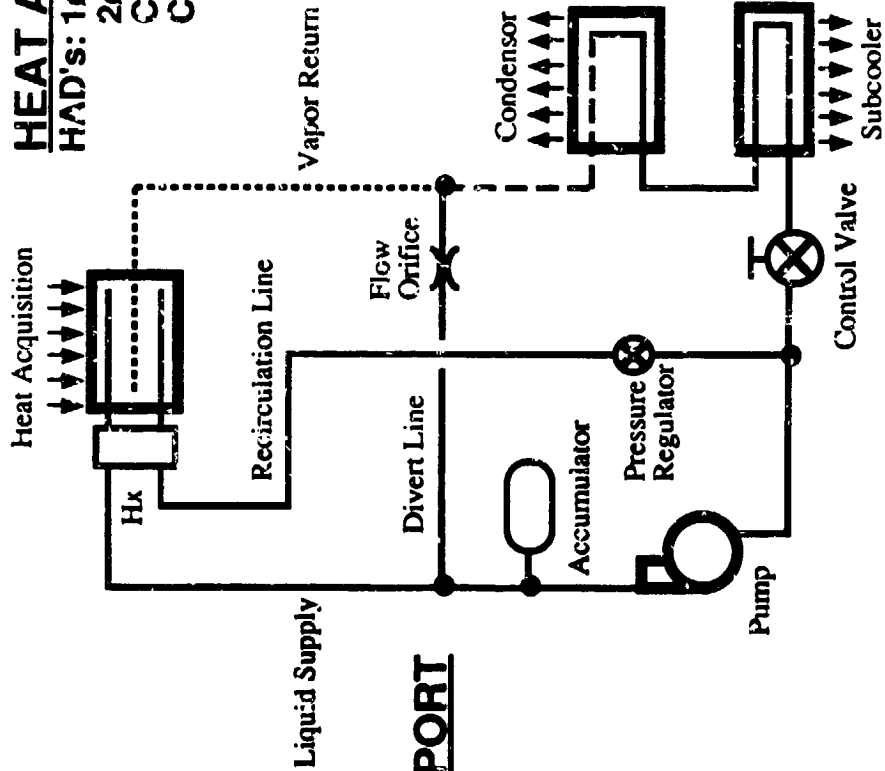 Heat Acquisition
HEAT A
HAD's: 1
2
C
C
Hx
Recirculation Line
Liquid Supply
Vapor Return
Flow
Orifice
Divert Line
PORT
Condensor
Accumulator
Pressure
Regulator
Pump
Control Valve
Subcooler